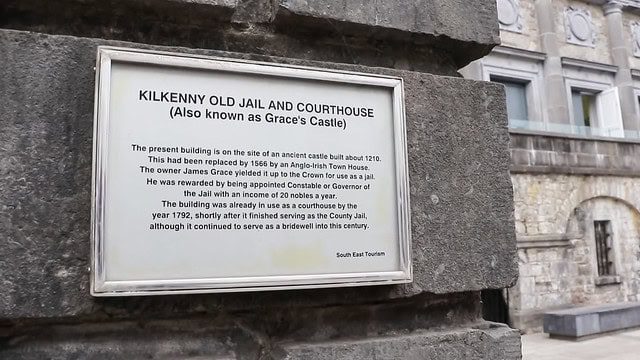 KILKENNY OLD JAIL AND COURTHOUSE
(Also known as Grace's Castle)
The present building is on the site of an ancient castle built about 1210.
This had been replaced by 1566 by an Anglo-Irish Town House.
The owner James Grace yielded it up to the Crown for use as a jail.
He was rewarded by being appointed Constable or Governor of
the Jail with an income of 20 nobles a year.
The building was already in use as a courthouse by the
year 1792, shortly after it finished serving as the County Jail,
although it continued to serve as a bridewell into this century.
South East Tourism